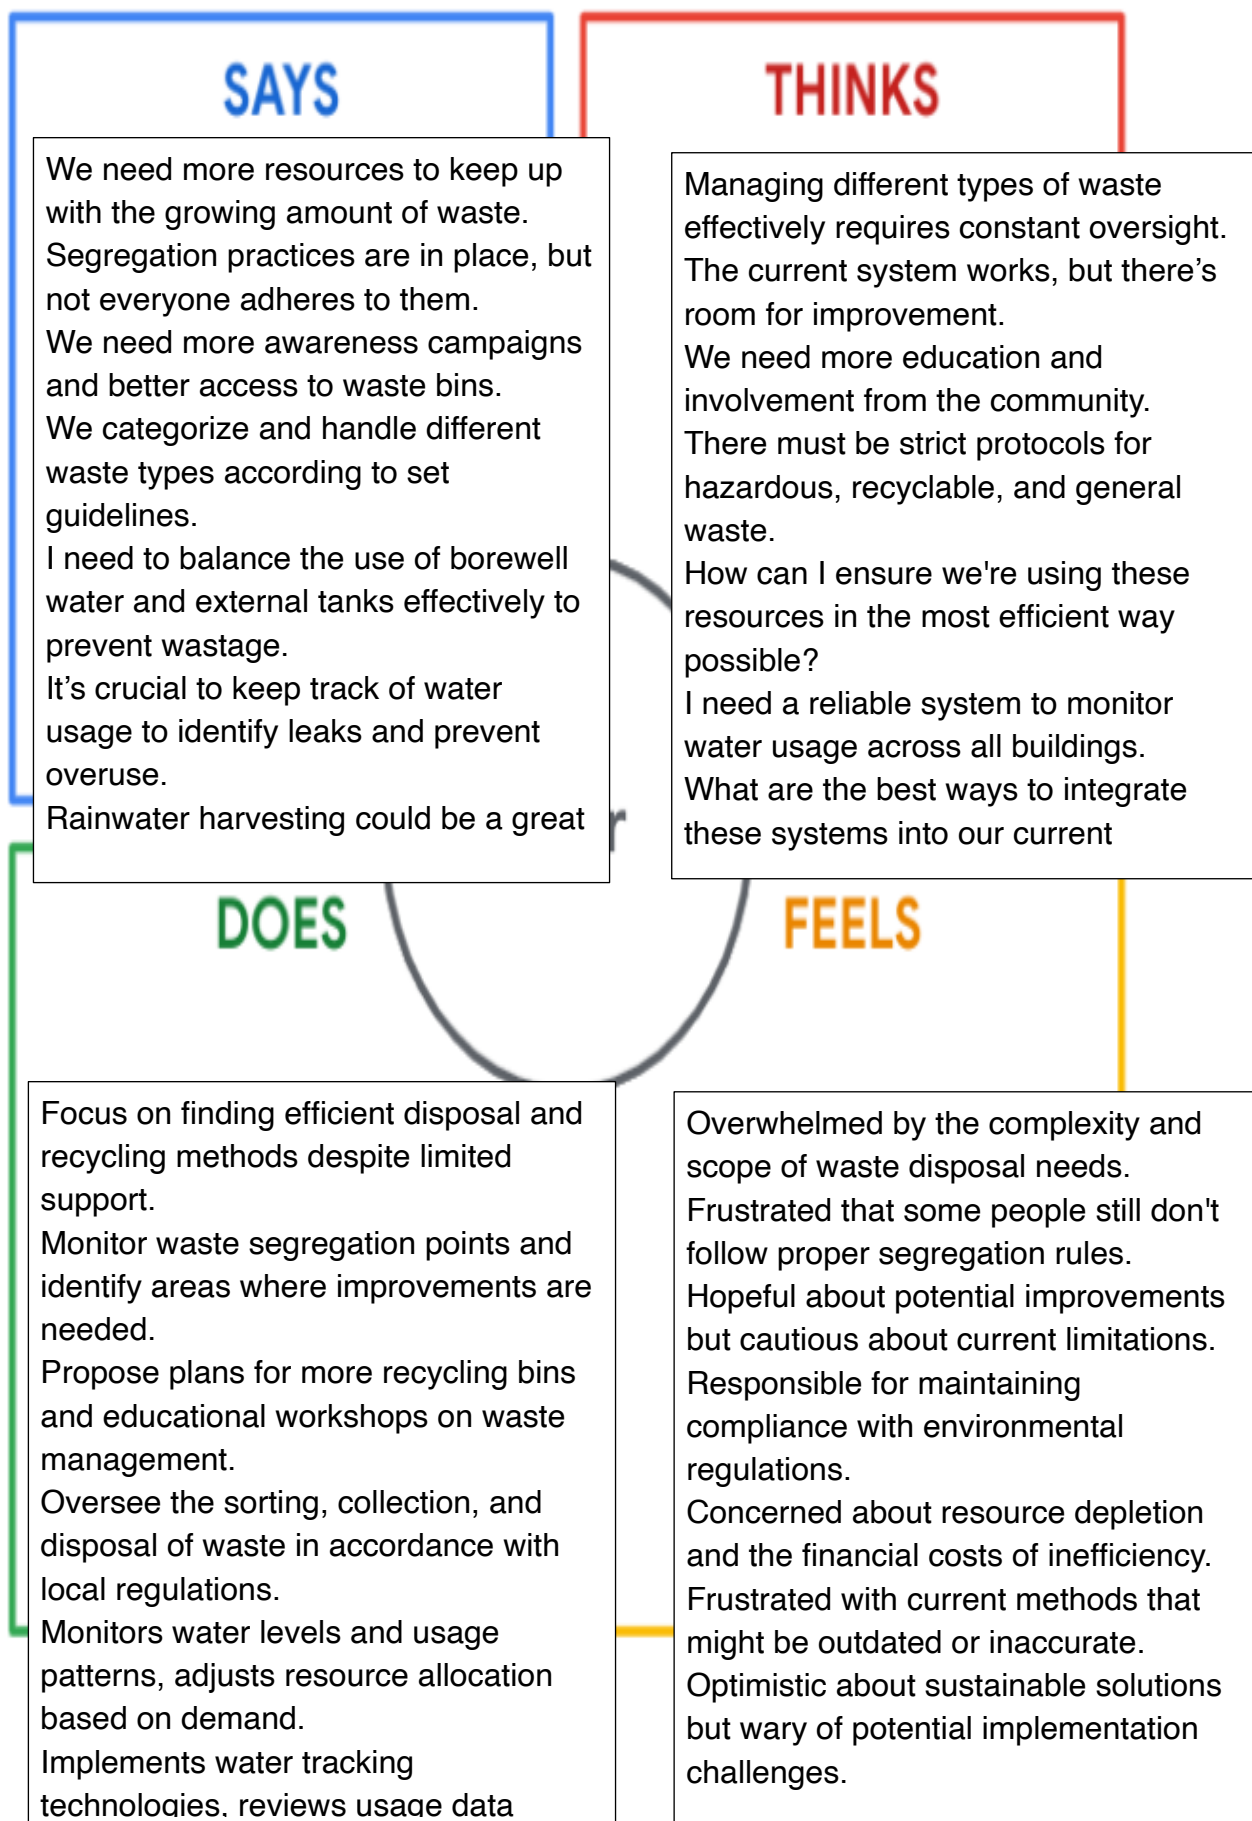 SAYS
We need more resources to keep up
with the growing amount of waste.
Segregation practices are in place, but
not everyone adheres to them.
We need more awareness campaigns
and better access to waste bins.
We categorize and handle different
waste types according to set
guidelines.
I need to balance the use of borewell
water and external tanks effectively to
prevent wastage.
It’s crucial to keep track of water
usage to identify leaks and prevent
overuse.
Rainwater harvesting could be a great
THINKS
Managing different types of waste
effectively requires constant oversight.
The current system works, but there’s
room for improvement.
We need more education and
involvement from the community.
There must be strict protocols for
hazardous, recyclable, and general
waste.
How can I ensure we're using these
resources in the most efficient way
possible?
I need a reliable system to monitor
water usage across all buildings.
What are the best ways to integrate
these systems into our current
r
DOES
Focus on finding efficient disposal and
recycling methods despite limited
support.
Monitor waste segregation points and
identify areas where improvements are
needed.
Propose plans for more recycling bins
and educational workshops on waste
management.
Oversee the sorting, collection, and
disposal of waste in accordance with
local regulations.
Monitors water levels and usage
patterns, adjusts resource allocation
based on demand.
Implements water tracking
technologies, reviews usage data
FEELS
Overwhelmed by the complexity and
scope of waste disposal needs.
Frustrated that some people still don't
follow proper segregation rules.
Hopeful about potential improvements
but cautious about current limitations.
Responsible for maintaining
compliance with environmental
regulations.
Concerned about resource depletion
and the financial costs of inefficiency.
Frustrated with current methods that
might be outdated or inaccurate.
Optimistic about sustainable solutions
but wary of potential implementation
challenges.